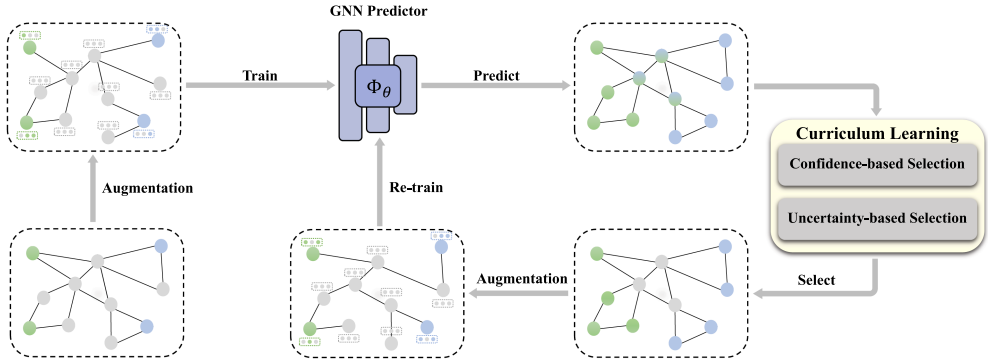 GNN Predictor
Train
Φθ
Predict
Curriculum Learning
Confidence-based Selection
Uncertainty-based Selection
Augmentation
Re-train
Augmentation
Select